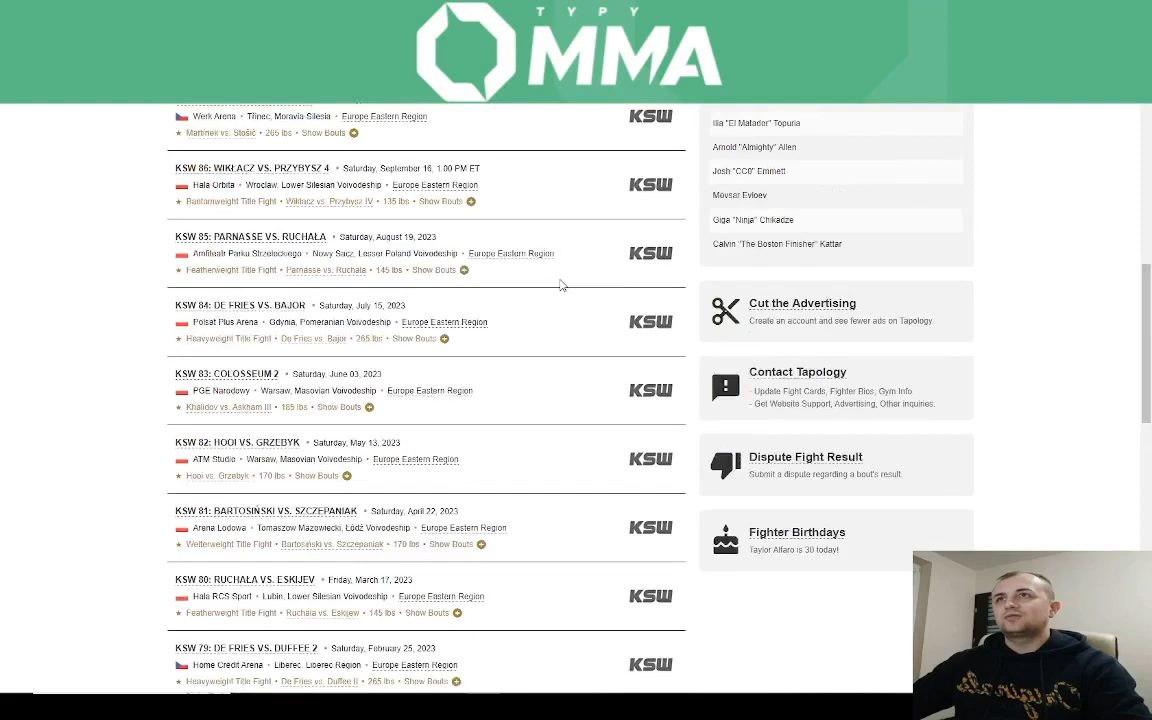 TYPY
MMA
Werk Arena • Třinec, Moravia-Silesia • Europe Eastern Region
Martínek vs. Stošić • 265 lbs • Show Bouts
KSW
KSW 86: WIKŁACZ VS. PRZYBYSZ 4 • Saturday, September 16, 1:00 PM ET
Hala Orbita • Wroclaw, Lower Silesian Voivodeship • Europe Eastern Region
Bantamweight Title Fight • Wikłacz vs. Przybysz IV • 135 lbs • Show Bouts
KSW
KSW 85: PARNASSE VS. RUCHAŁA • Saturday, August 19, 2023
Amfiteatr Parku Strzeleckiego • Nowy Sacz, Lesser Poland Voivodeship • Europe Eastern Region
Featherweight Title Fight • Parnasse vs. Ruchała • 145 lbs • Show Bouts
KSW
KSW 84: DE FRIES VS. BAJOR • Saturday, July 15, 2023
Polsat Plus Arena • Gdynia, Pomeranian Voivodeship • Europe Eastern Region
Heavyweight Title Fight • De Fries vs. Bajor • 265 lbs • Show Bouts
KSW
KSW 83: COLOSSEUM 2 • Saturday, June 03, 2023
PGE Narodowy • Warsaw, Masovian Voivodeship • Europe Eastern Region
Khalidov vs. Askham III • 185 lbs • Show Bouts
KSW
KSW 82: HOOI VS. GRZEBYK • Saturday, May 13, 2023
ATM Studio • Warsaw, Masovian Voivodeship • Europe Eastern Region
Hooi vs. Grzebyk • 170 lbs • Show Bouts
KSW
KSW 81: BARTOSIŃSKI VS. SZCZEPANIAK • Saturday, April 22, 2023
Arena Lodowa • Tomaszow Mazowiecki, Łódź Voivodeship • Europe Eastern Region
Welterweight Title Fight • Bartosiński vs. Szczepaniak • 170 lbs • Show Bouts
KSW
KSW 80: RUCHAŁA VS. ESKIJEV • Friday, March 17, 2023
Hala RCS Sport • Lubin, Lower Silesian Voivodeship • Europe Eastern Region
Featherweight Title Fight • Ruchała vs. Eskijew • 145 lbs • Show Bouts
KSW
KSW 79: DE FRIES VS. DUFFEE 2 • Saturday, February 25, 2023
Home Credit Arena • Liberec, Liberec Region • Europe Eastern Region
Heavyweight Title Fight • De Fries vs. Duffee II • 265 lbs • Show Bouts
KSW
Ilia "El Matador" Topuria
Arnold "Almighty" Allen
Josh "CC0" Emmett
Movsar Evloev
Giga "Ninja" Chikadze
Calvin "The Boston Finisher" Kattar
Cut the Advertising
Create an account and see fewer ads on Tapology
Contact Tapology
- Update Fight Cards, Fighter Bios, Gym Info
- Get Website Support, Advertising, Other inquiries.
Dispute Fight Result
Submit a dispute regarding a bout's result.
Fighter Birthdays
Taylor Alfaro is 30 today!